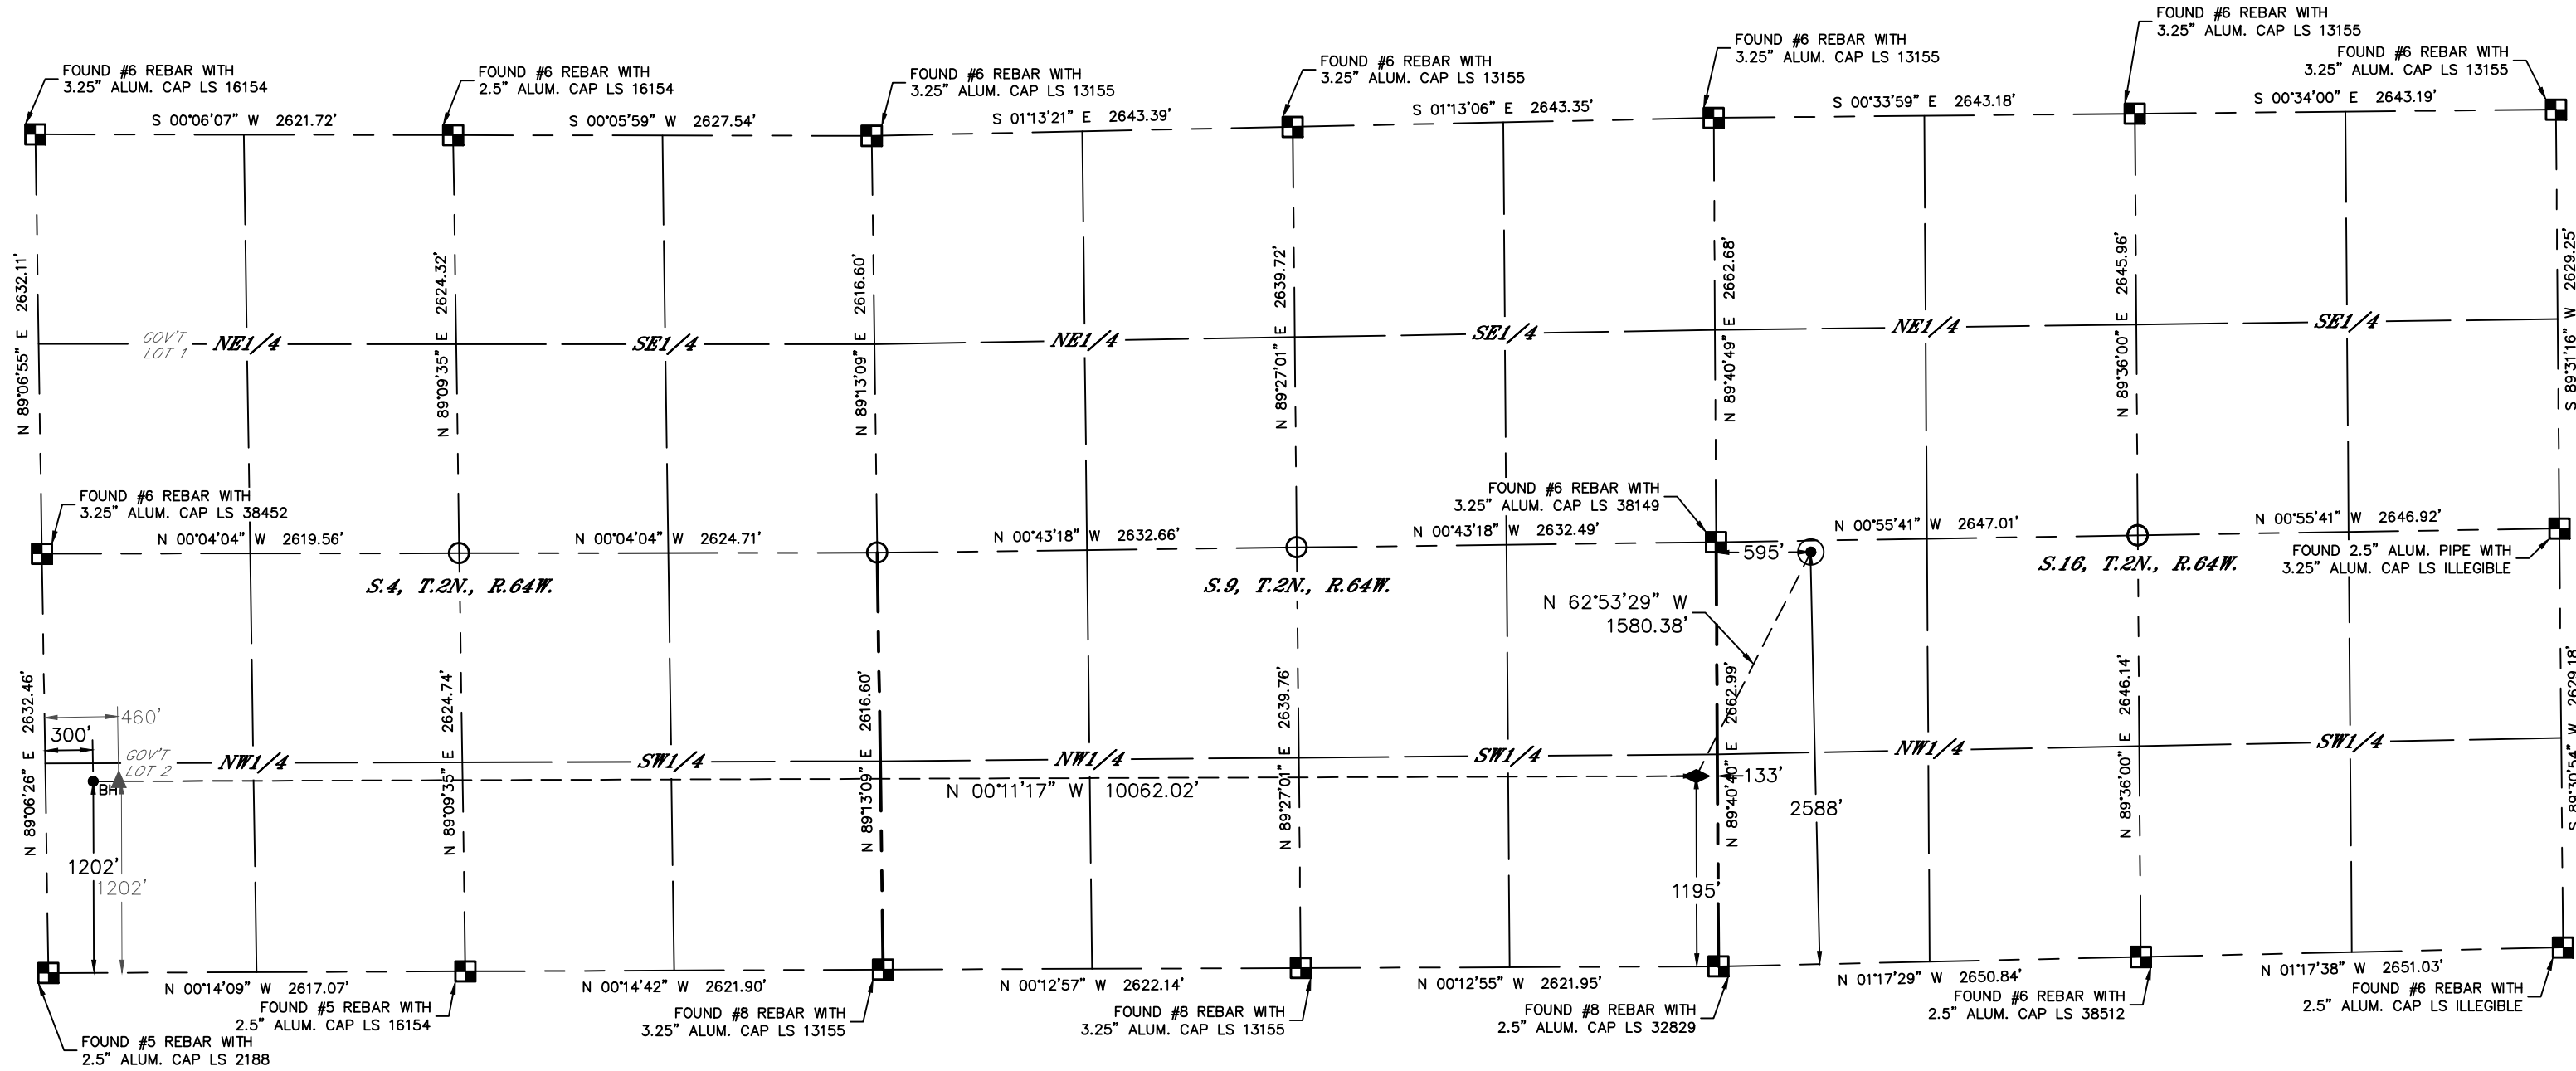 FOUND #6 REBAR WITH
3.25" ALUM. CAP LS 16154
FOUND #6 REBAR WITH
2.5" ALUM. CAP LS 16154
FOUND #6 REBAR WITH
3.25" ALUM. CAP LS 13155
FOUND #6 REBAR WITH
3.25" ALUM. CAP LS 13155
FOUND #6 REBAR WITH
3.25" ALUM. CAP LS 13155
FOUND #6 REBAR WITH
3.25" ALUM. CAP LS 13155
FOUND #6 REBAR WITH
3.25" ALUM. CAP LS 13155
S 00°06'07" W 2621.72'
S 00°05'59" W 2627.54'
S 01°13'21" E 2643.39'
S 01°13'06" E 2643.35'
S 00°33'59" E 2643.18'
S 00°34'00" E 2643.19'
N 89°06'55" E 2632.11'
N 89°09'35" E 2624.32'
N 89°13'09" E 2616.60'
N 89°27'01" E 2639.72'
N 89°40'49" E 2662.68'
N 89°36'00" E 2645.96'
S 89°31'16" W 2629.25'
GOV'T
LOT 1
NE1/4
SE1/4
NE1/4
SE1/4
NE1/4
SE1/4
FOUND #6 REBAR WITH
3.25" ALUM. CAP LS 38452
FOUND #6 REBAR WITH
3.25" ALUM. CAP LS 38149
N 00°04'04" W 2619.56'
N 00°04'04" W 2624.71'
N 00°43'18" W 2632.66'
N 00°43'18" W 2632.49'
N 00°55'41" W 2647.01'
N 00°55'41" W 2646.92'
595'
FOUND 2.5" ALUM. PIPE WITH
3.25" ALUM. CAP LS ILLEGIBLE
S.4, T.2N., R.64W.
S.9, T.2N., R.64W.
S.16, T.2N., R.64W.
N 62°53'29" W
1580.38'
N 89°06'26" E 2632.46'
N 89°09'35" E 2624.74'
N 89°13'09" E 2616.60'
N 89°27'01" E 2639.76'
N 89°40'40" E 2662.99'
N 89°36'00" E 2646.14'
S 89°30'54" W 2629.18'
460'
300'
GOV'T
LOT 2
NW1/4
SW1/4
NW1/4
SW1/4
NW1/4
SW1/4
BH
N 00°11'17" W 10062.02'
133'
2588'
1202'
1202'
1195'
N 00°14'09" W 2617.07'
N 00°14'42" W 2621.90'
N 00°12'57" W 2622.14'
N 00°12'55" W 2621.95'
N 01°17'29" W 2650.84'
N 01°17'38" W 2651.03'
FOUND #5 REBAR WITH
2.5" ALUM. CAP LS 2188
FOUND #5 REBAR WITH
2.5" ALUM. CAP LS 16154
FOUND #8 REBAR WITH
3.25" ALUM. CAP LS 13155
FOUND #8 REBAR WITH
3.25" ALUM. CAP LS 13155
FOUND #8 REBAR WITH
2.5" ALUM. CAP LS 32829
FOUND #6 REBAR WITH
2.5" ALUM. CAP LS 38512
FOUND #6 REBAR WITH
2.5" ALUM. CAP LS ILLEGIBLE